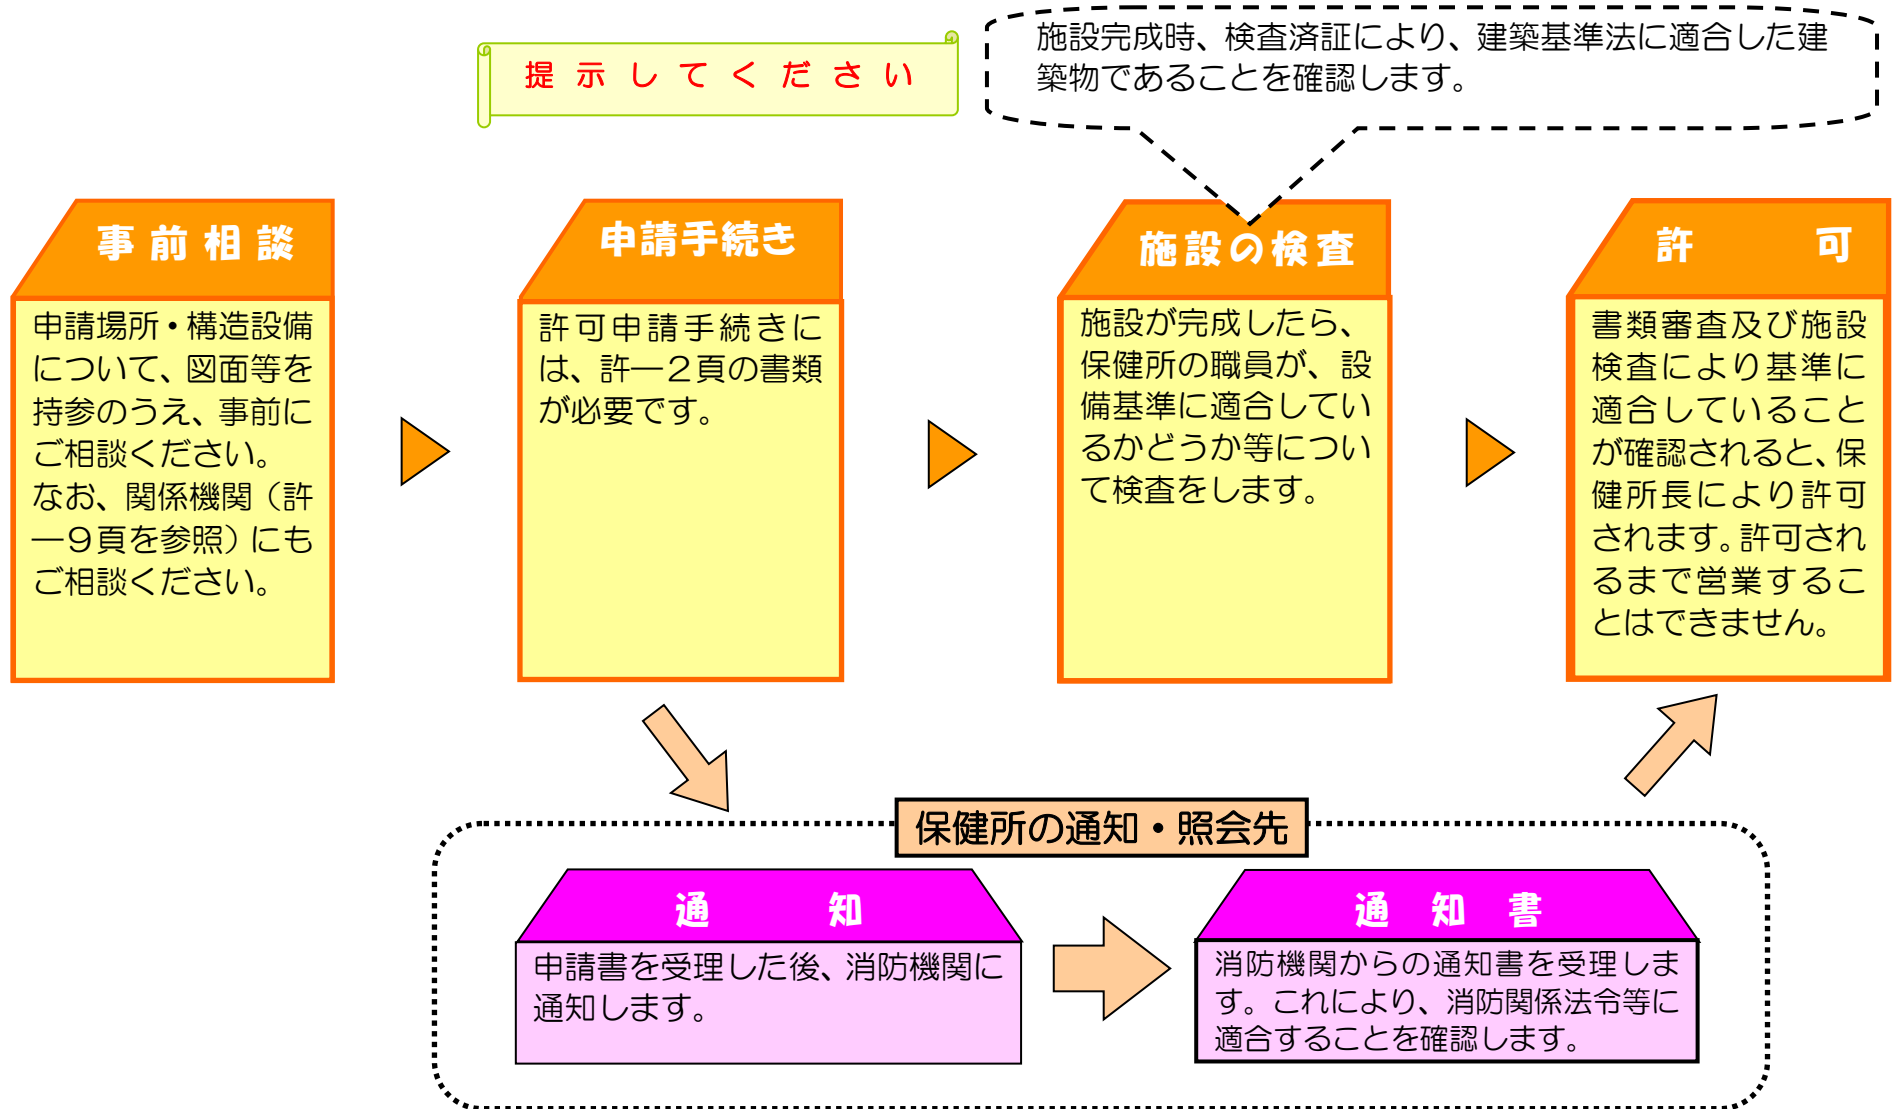 提示してください
施設完成時、検査済証により、建築基準法に適合した建
築物であることを確認します。
事前相談
申請場所・構造設備
について、図面等を
持参のうえ、事前に
ご相談ください。
なお、関係機関（許
―９頁を参照）にも
ご相談ください。
申請手続き
許可申請手続きに
は、許―２頁の書類
が必要です。
施設の検査
施設が完成したら、
保健所の職員が、設
備基準に適合してい
るかどうか等につい
て検査をします。
許可
書類審査及び施設
検査により基準に
適合していること
が確認されると、保
健所長により許可
されます。許可され
るまで営業するこ
とはできません。
保健所の通知・照会先
通知
申請書を受理した後、消防機関に
通知します。
通知書
消防機関からの通知書を受理しま
す。これにより、消防関係法令等に
適合することを確認します。